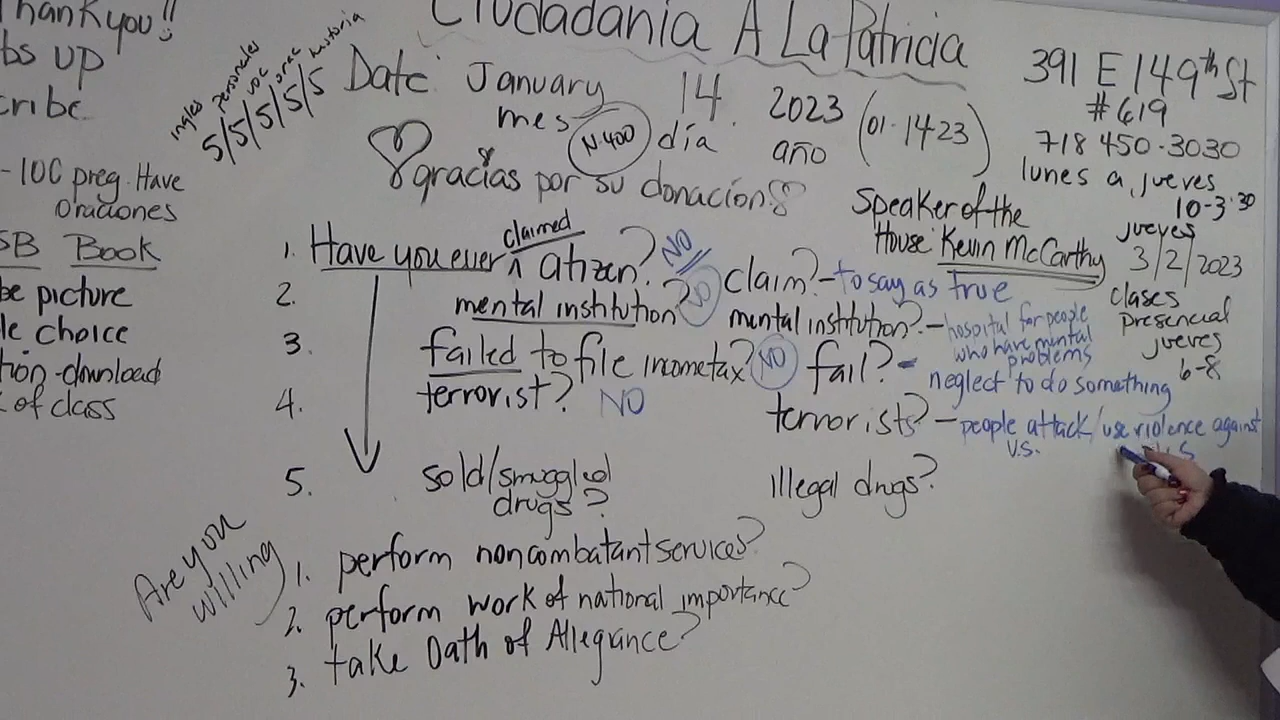 Thank you!!
bs up
cribe
- 100 preg. Have
Oraciones
SB Book
be picture
le choice
tion-download
of class
ingles personales voc orac historia
5/5/5/5/5
Ciudadania A La Patricia
Date: January 14 2023 (01-14-23)
mes día año
N-400
gracias por su donación
391 E 149th St
#619
718 450-3030
lunes a jueves
10-3:30
jueves
3/2/2023
clases
presencial
jueves
6-8
Speaker of the
House: Kevin McCarthy
claimed
1. Have you ever ^ citizen? NO
2. mental institution? NO
3. failed to file income tax? NO
4. terrorist? NO
5. sold/smuggled
drugs?
claim? - to say as true
mental institution? - hospital for people
who have mental
problems
fail? - neglect to do something
terrorists? - people attack/use violence against
U.S.
illegal drugs?
Are you
willing
1. perform noncombatant services?
2. perform work of national importance?
3. take Oath of Allegrance?